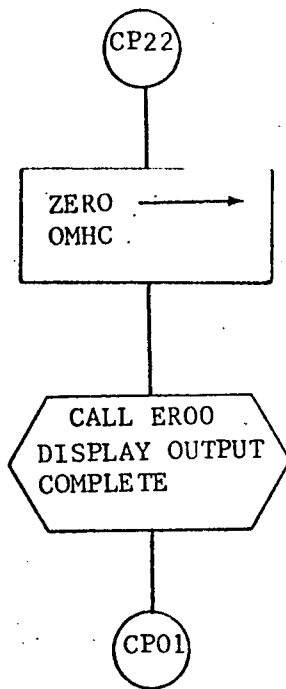 CP22
ZERO
OMHC
CALL ER00
DISPLAY OUTPUT
COMPLETE
CP01